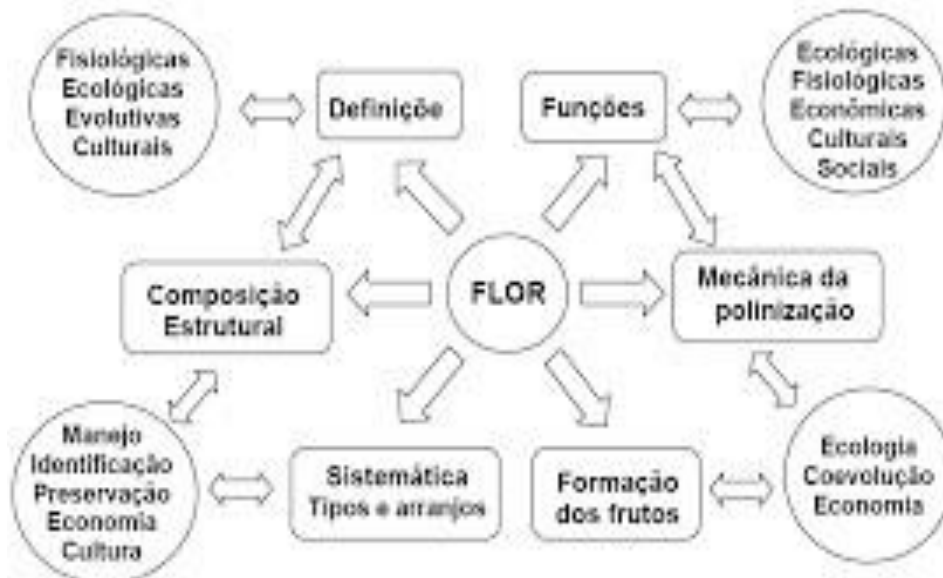 Fisiológicas
Ecológicas
Evolutivas
Culturais
Definiçõe
Funções
Ecológicas
Fisiológicas
Econômicas
Culturais
Sociais
Composição
Estrutural
FLOR
Mecânica da
polinização
Manejo
Identificação
Preservação
Economia
Cultura
Sistemática
Tipos e arranjos
Formação
dos frutos
Ecologia
Coevolução
Economia